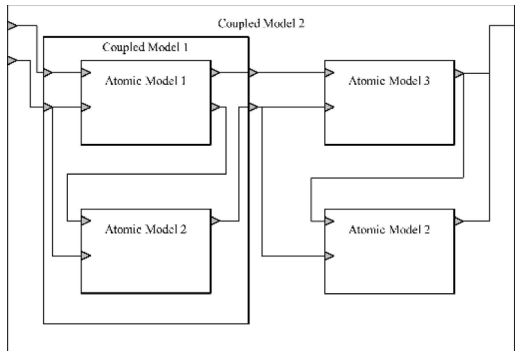 Coupled Model 2
Coupled Model 1
Atomic Model 1
Atomic Model 3
Atomic Model 2
Atomic Model 2